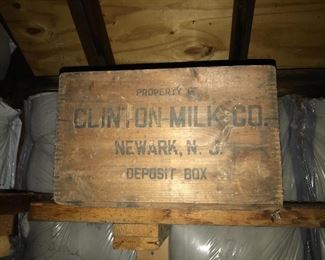 PROPERTY OF
CLINTON-MILK-CO.
NEWARK, N. J.
DEPOSIT BOX